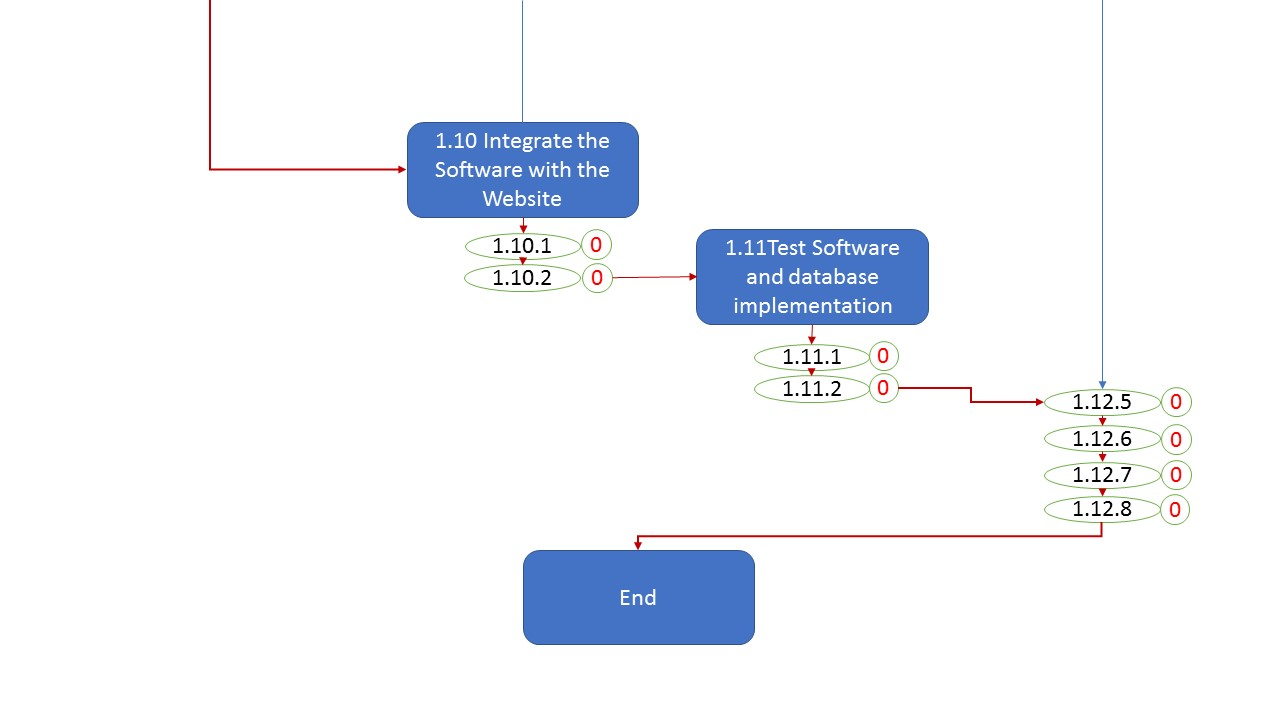 1.10 Integrate the
Software with the
Website
1.10.1 0
1.10.2 0
1.11Test Software
and database
implementation
1.11.1 0
1.11.2 0
1.12.5 0
1.12.6 0
1.12.7 0
1.12.8 0
End